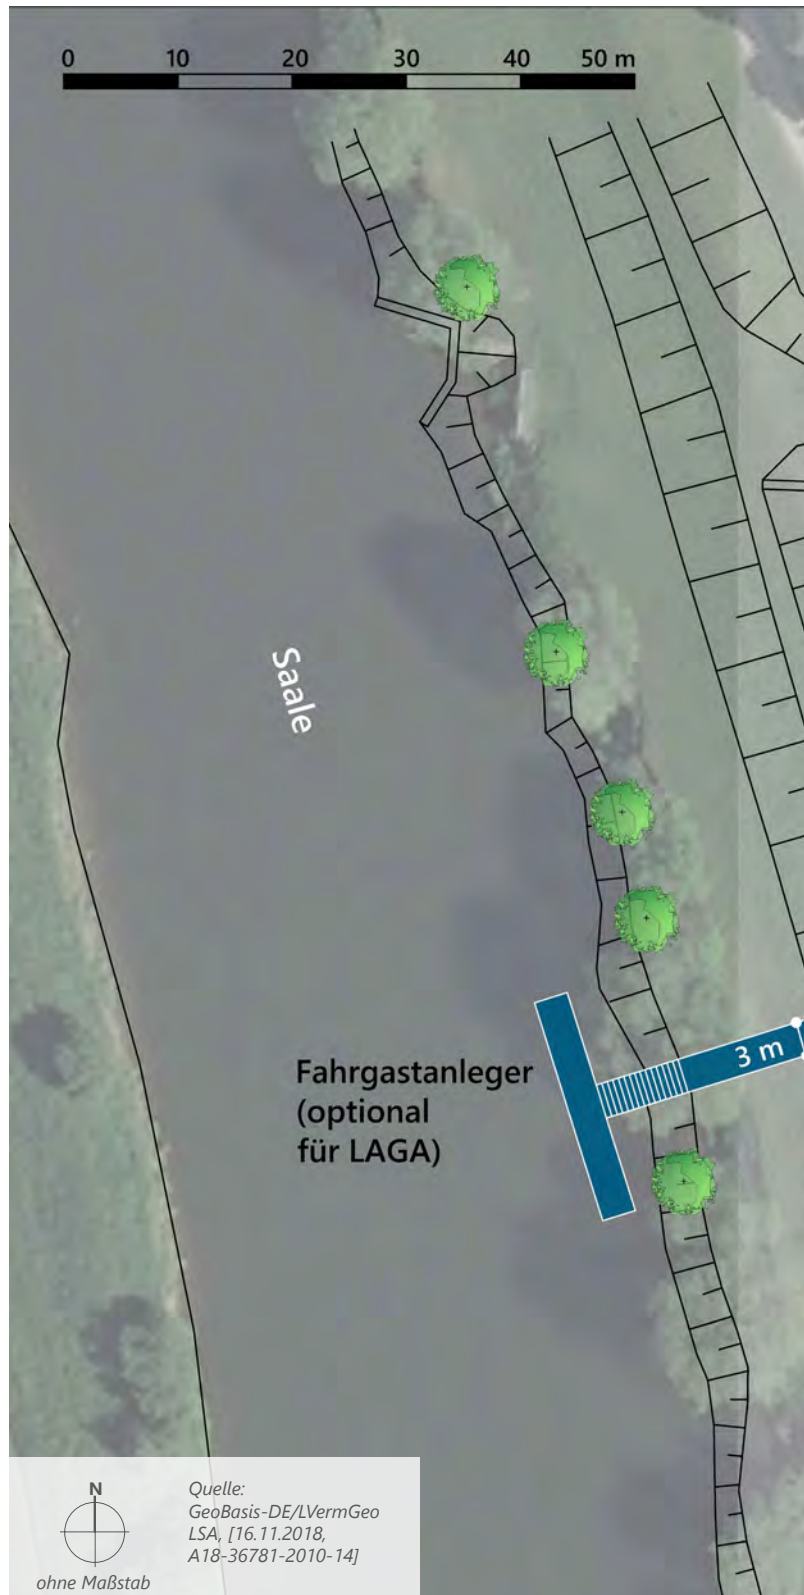 0 10 20 30 40 50 m
Saale
Fahrgastanleger
(optional
für LAGA)
3 m
N
ohne Maßstab
Quelle:
GeoBasis-DE/LVermGeo
LSA, [16.11.2018,
A18-36781-2010-14]